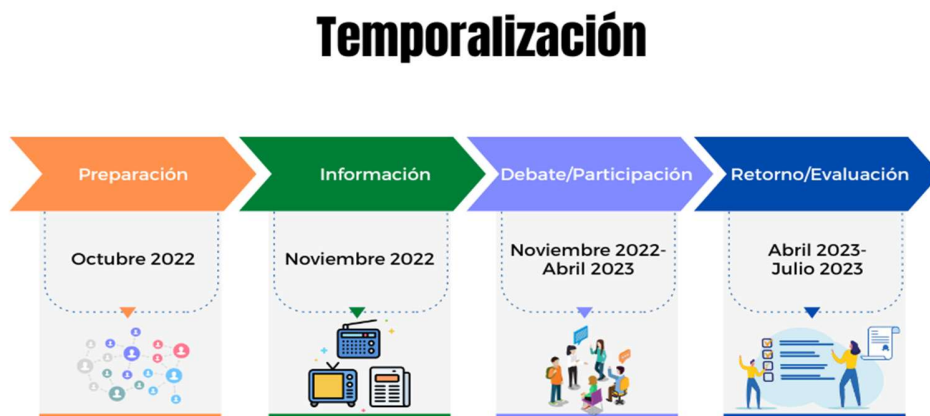 Temporalización
Preparación
Información
Debate/Participación
Retorno/Evaluación
Octubre 2022
Noviembre 2022
Noviembre 2022-
Abril 2023
Abril 2023-
Julio 2023